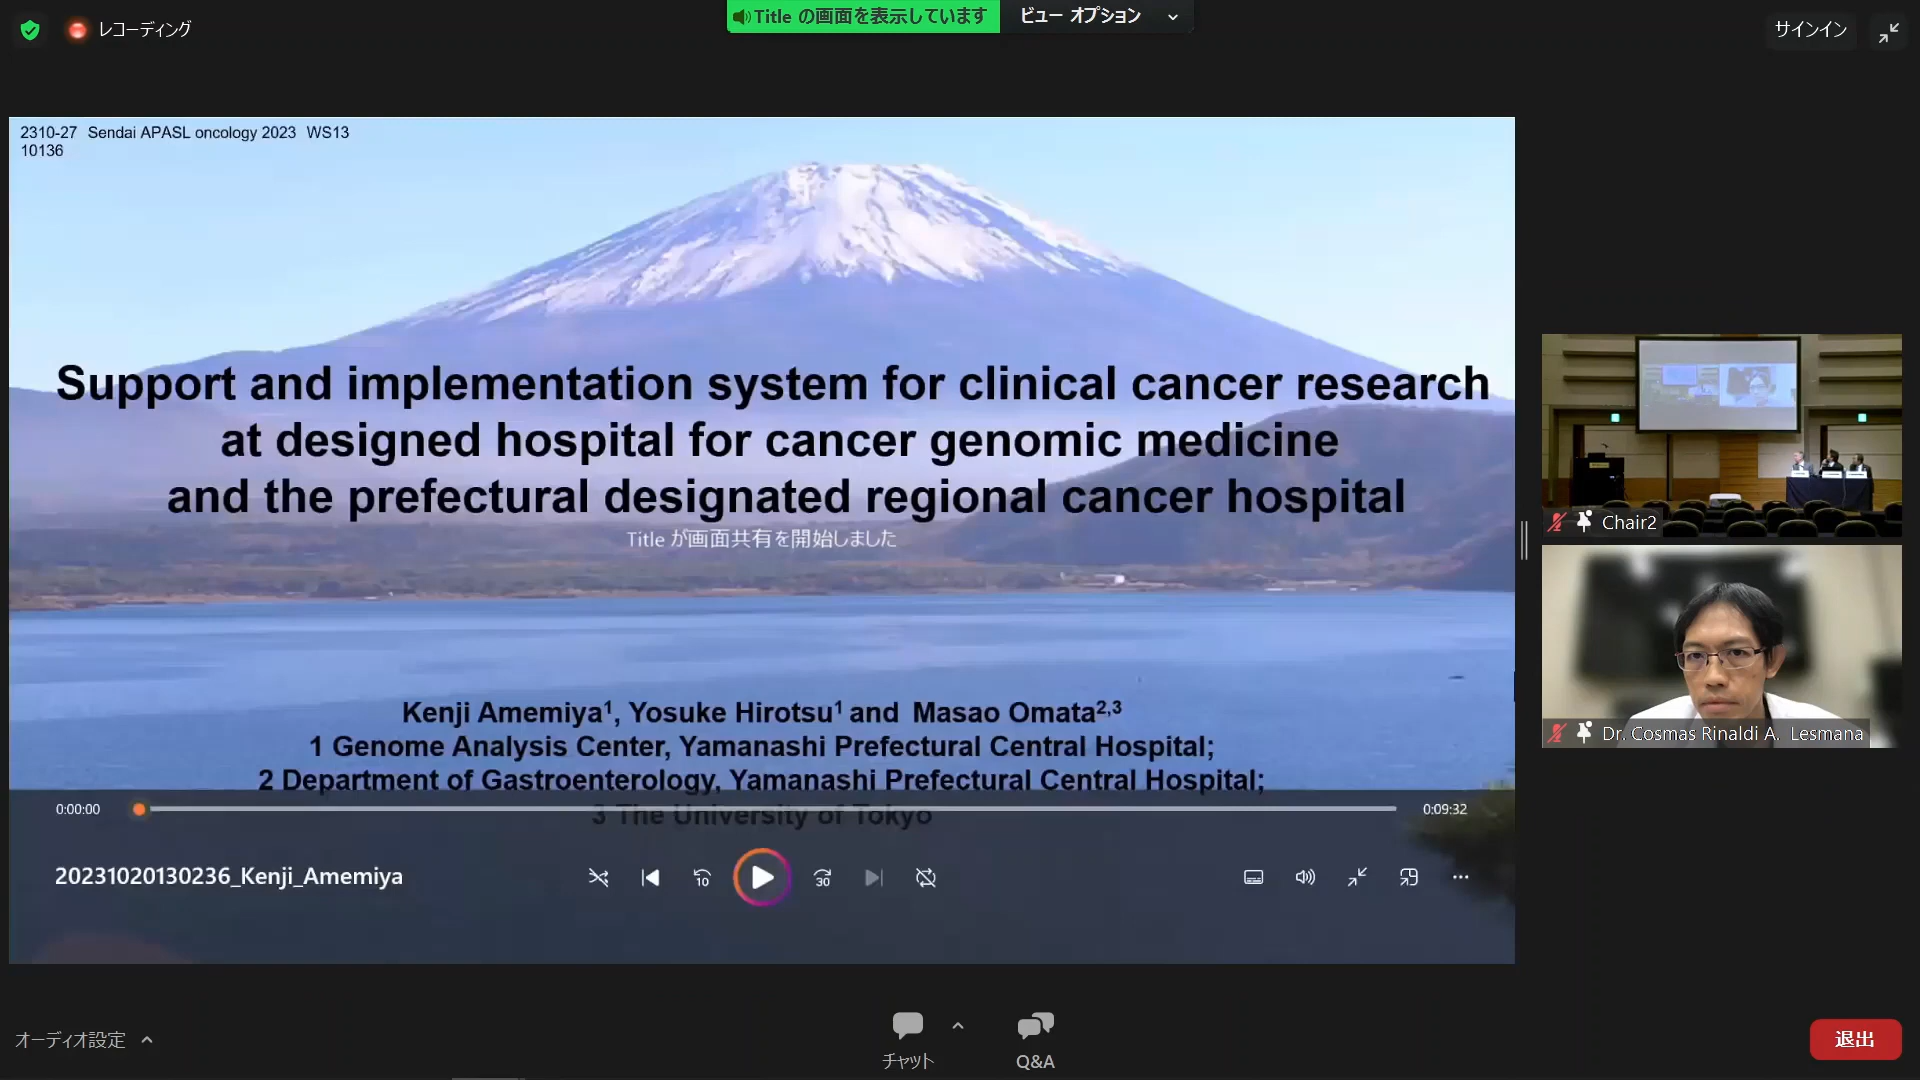 レコーディング
Title の画面を表示しています
ビュー オプション
サインイン
2310-27 Sendai APASL oncology 2023 WS13
10136
Support and implementation system for clinical cancer research
at designed hospital for cancer genomic medicine
and the prefectural designated regional cancer hospital
Title が画面共有を開始しました
Kenji Amemiya¹, Yosuke Hirotsu¹ and Masao Omata²,³
1 Genome Analysis Center, Yamanashi Prefectural Central Hospital;
2 Department of Gastroenterology, Yamanashi Prefectural Central Hospital;
3 The University of Tokyo
0:00:00
0:09:32
20231020130236_Kenji_Amemiya
10
30
Chair2
Dr. Cosmas Rinaldi A. Lesmana
オーディオ設定
チャット
Q&A
退出